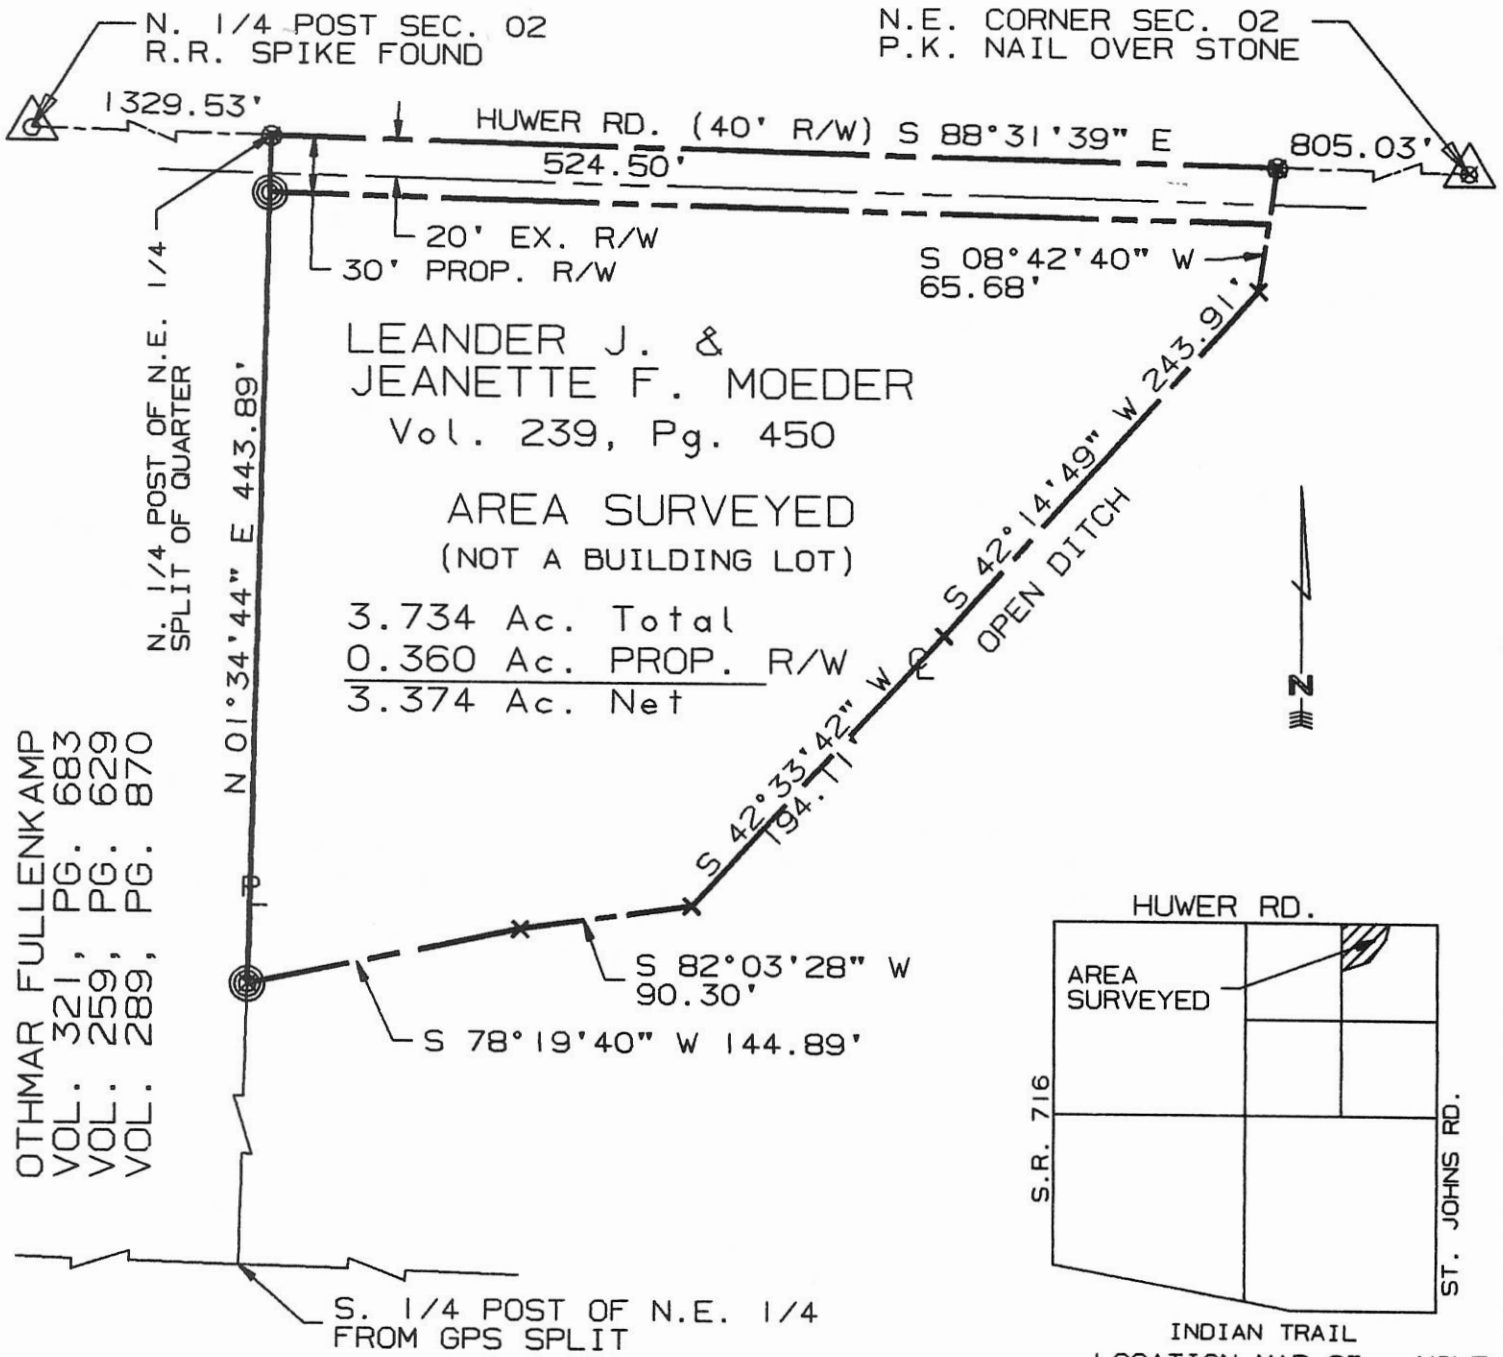 N. 1/4 POST SEC. 02
R.R. SPIKE FOUND
N.E. CORNER SEC. 02
P.K. NAIL OVER STONE
1329.53'
HUWER RD. (40' R/W) S 88°31'39" E
805.03'
524.50'
20' EX. R/W
30' PROP. R/W
S 08°42'40" W
65.68'
N. 1/4 POST OF N.E. 1/4
SPLIT OF QUARTER
LEANDER J. &
JEANETTE F. MOEDER
Vol. 239, Pg. 450
AREA SURVEYED
(NOT A BUILDING LOT)
3.734 Ac. Total
0.360 Ac. PROP. R/W
3.374 Ac. Net
N 01°34'44" E 443.89'
S 42°14'49" W 243.91'
OPEN DITCH
S 42°33'42" W
194.11'
N
OTHMAR FULLENKAMP
VOL. 321, PG. 683
VOL. 259, PG. 629
VOL. 289, PG. 870
S 82°03'28" W
90.30'
S 78°19'40" W 144.89'
S. 1/4 POST OF N.E. 1/4
FROM GPS SPLIT
HUWER RD.
AREA
SURVEYED
S.R. 716
ST. JOHNS RD.
INDIAN TRAIL